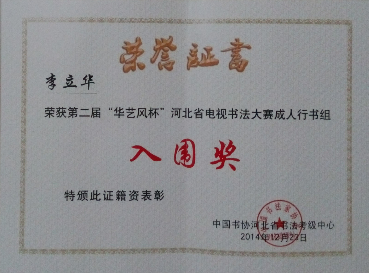 荣誉証書
李立华
荣获第二届“华艺风杯”河北省电视书法大赛成人行书组
入围奖
特颁此证籍资表彰
中国书协河北省书法考级中心
2014年12月23日